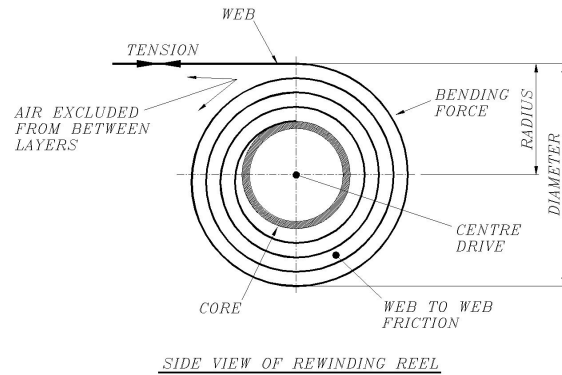 WEB
TENSION
AIR EXCLUDED
FROM BETWEEN
LAYERS
BENDING
FORCE
RADIUS
DIAMETER
CENTRE
DRIVE
CORE
WEB TO WEB
FRICTION
SIDE VIEW OF REWINDING REEL